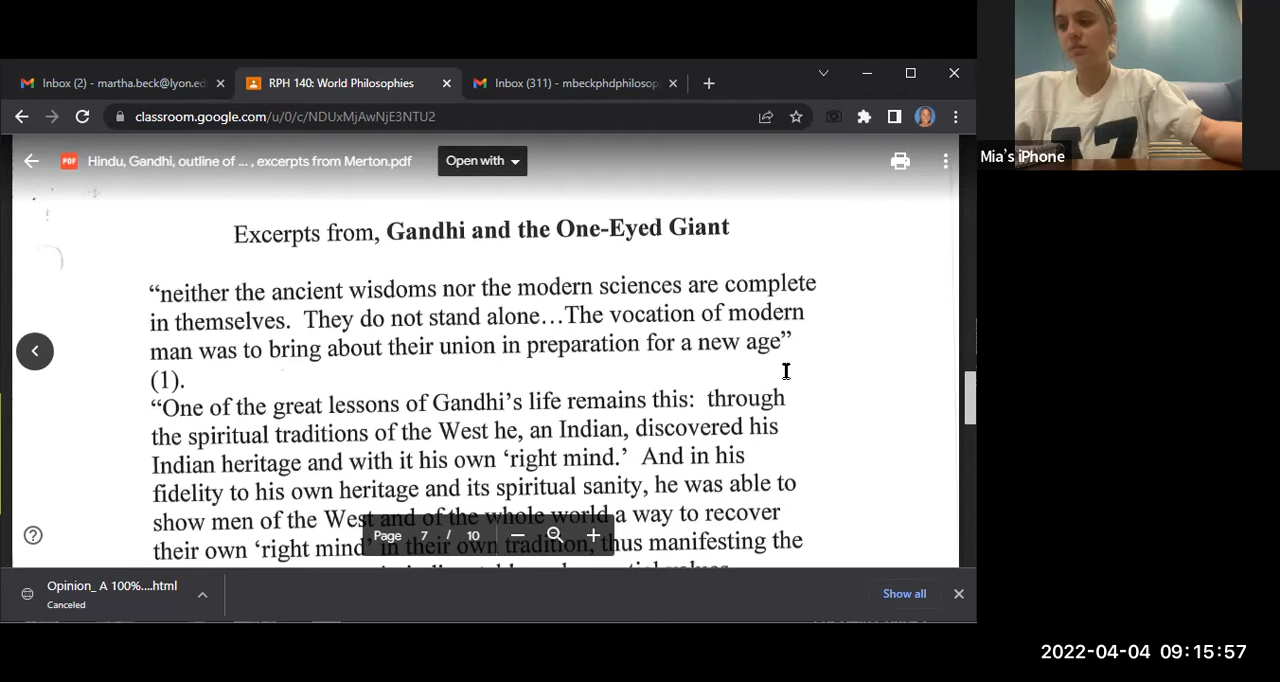 Inbox (2) - martha.beck@lyon.ed
RPH 140: World Philosophies
Inbox (311) - mbeckphdphilosop
classroom.google.com/u/0/c/NDUxMjAwNjE3NTU2
PDF Hindu, Gandhi, outline of ... , excerpts from Merton.pdf
Open with
Mia's iPhone
Excerpts from, Gandhi and the One-Eyed Giant
“neither the ancient wisdoms nor the modern sciences are complete
in themselves. They do not stand alone…The vocation of modern
man was to bring about their union in preparation for a new age”
(1).
“One of the great lessons of Gandhi’s life remains this: through
the spiritual traditions of the West he, an Indian, discovered his
Indian heritage and with it his own ‘right mind.’ And in his
fidelity to his own heritage and its spiritual sanity, he was able to
show men of the West and of the whole world a way to recover
their own ‘right mind’ in their own tradition, thus manifesting the
Page 7 / 10
Opinion_ A 100%....html
Canceled
Show all
2022-04-04 09:15:57